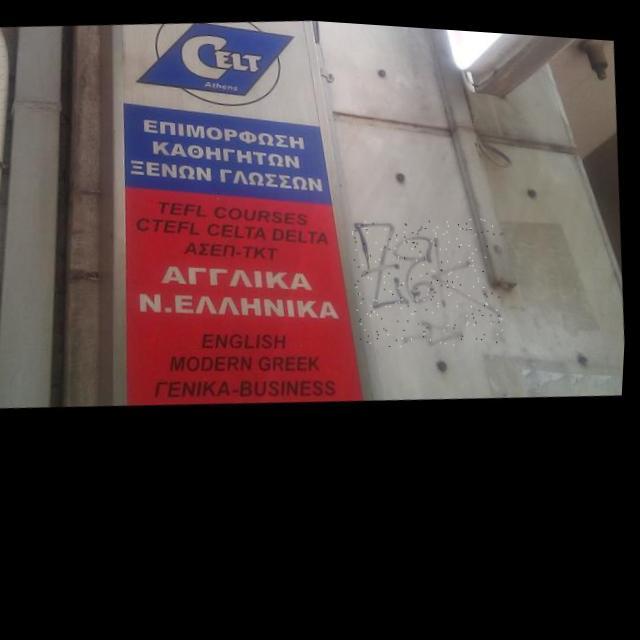 CELT
Athens
ΕΠΙΜΟΡΦΩΣΗ
ΚΑΘΗΓΗΤΩΝ
ΞΕΝΩΝ ΓΛΩΣΣΩΝ
TEFL COURSES
CTEFL CELTA DELTA
ΑΣΕΠ-ΤΚΤ
ΑΓΓΛΙΚΑ
Ν.ΕΛΛΗΝΙΚΑ
ENGLISH
MODERN GREEK
ΓΕΝΙΚΑ-BUSINESS